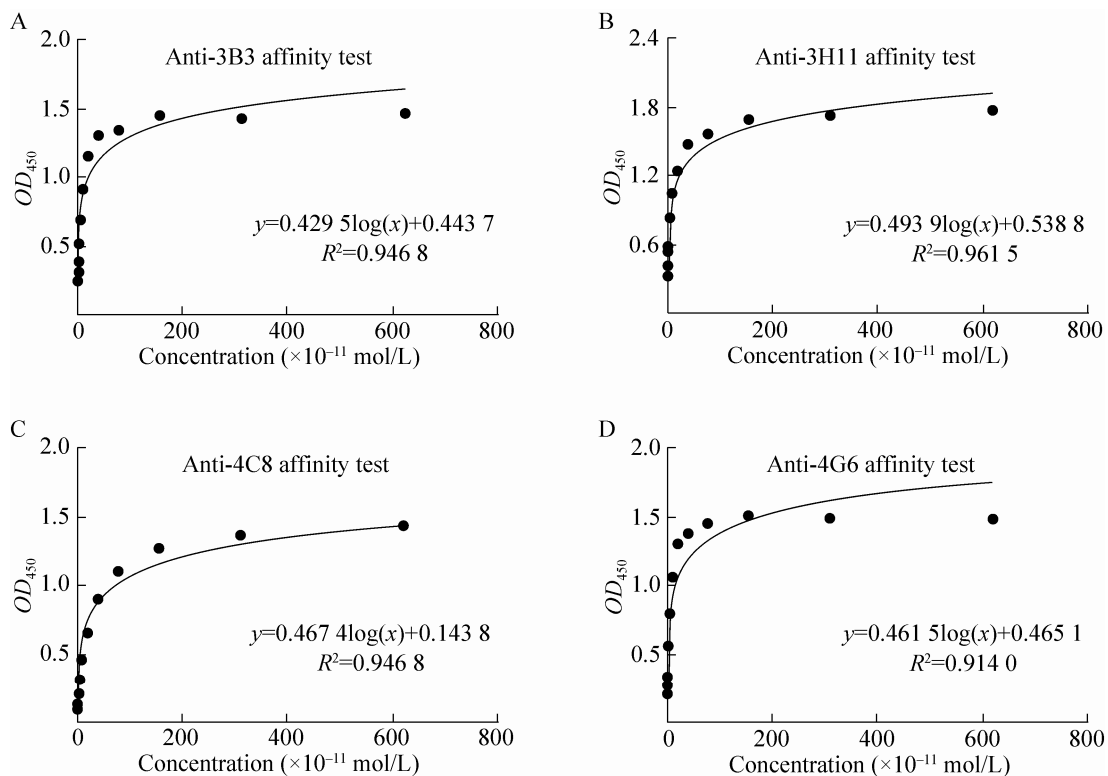 A
2.0
1.5
1.0
0.5
OD450
Anti-3B3 affinity test
y=0.429 5log(x)+0.443 7
R²=0.946 8
0 200 400 600 800
Concentration (×10⁻¹¹ mol/L)
B
2.4
1.8
1.2
0.6
OD450
Anti-3H11 affinity test
y=0.493 9log(x)+0.538 8
R²=0.961 5
0 200 400 600 800
Concentration (×10⁻¹¹ mol/L)
C
2.0
1.5
1.0
0.5
OD450
Anti-4C8 affinity test
y=0.467 4log(x)+0.143 8
R²=0.946 8
0 200 400 600 800
Concentration (×10⁻¹¹ mol/L)
D
2.0
1.5
1.0
0.5
OD450
Anti-4G6 affinity test
y=0.461 5log(x)+0.465 1
R²=0.914 0
0 200 400 600 800
Concentration (×10⁻¹¹ mol/L)